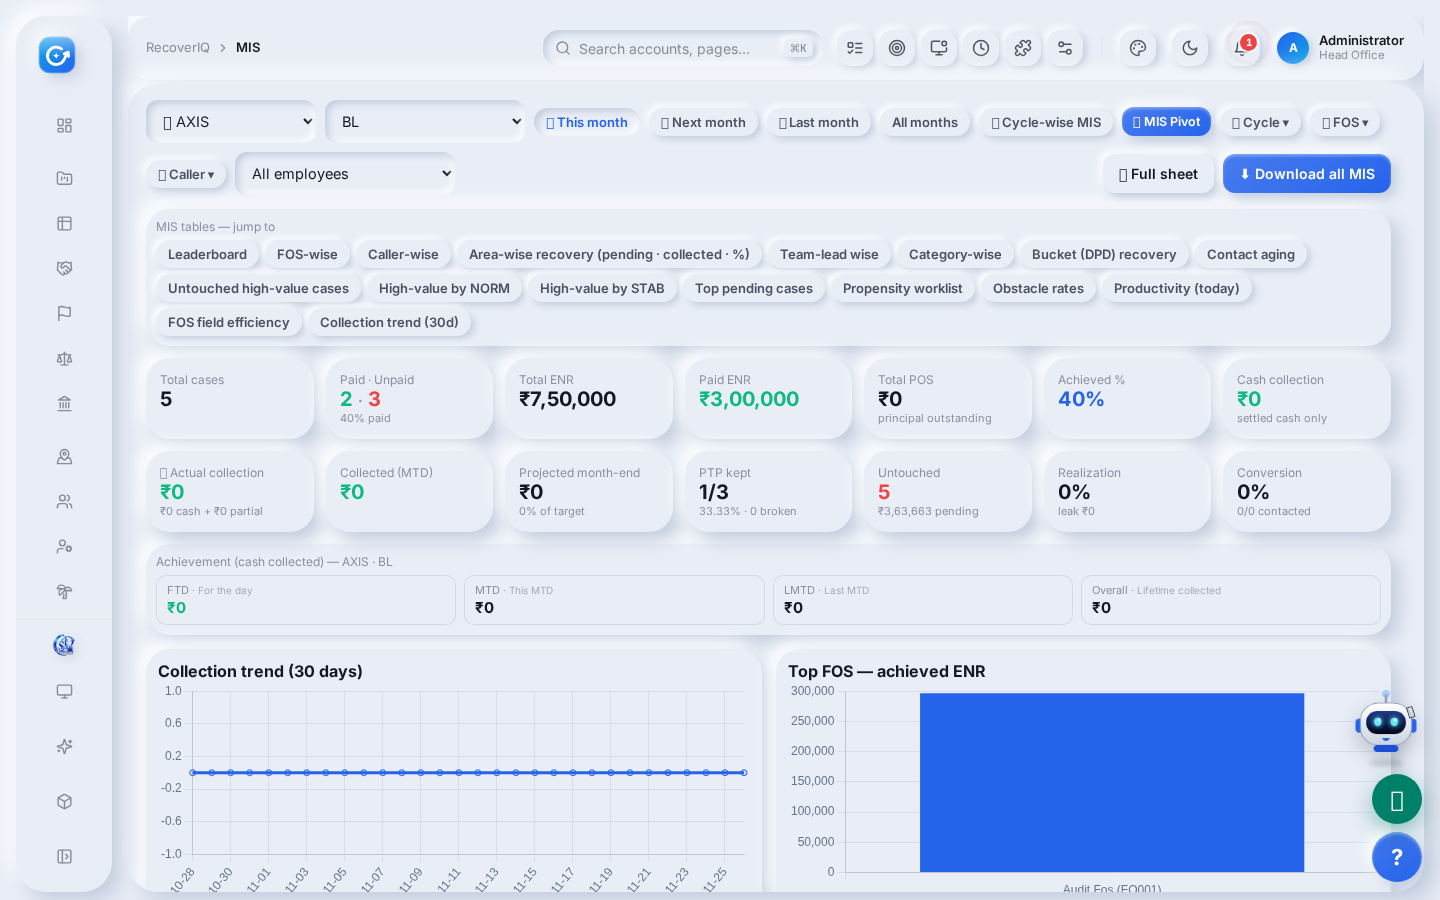 RecoverIQ > MIS
Search accounts, pages... ⌘K
1
A
Administrator
Head Office
AXIS
BL
This month
Next month
Last month
All months
Cycle-wise MIS
MIS Pivot
Cycle ▾
FOS ▾
Caller ▾
All employees
Full sheet
⬇ Download all MIS
MIS tables — jump to
Leaderboard
FOS-wise
Caller-wise
Area-wise recovery (pending · collected · %)
Team-lead wise
Category-wise
Bucket (DPD) recovery
Contact aging
Untouched high-value cases
High-value by NORM
High-value by STAB
Top pending cases
Propensity worklist
Obstacle rates
Productivity (today)
FOS field efficiency
Collection trend (30d)
Total cases
5
Paid · Unpaid
2 · 3
40% paid
Total ENR
₹7,50,000
Paid ENR
₹3,00,000
Total POS
₹0
principal outstanding
Achieved %
40%
Cash collection
₹0
settled cash only
Actual collection
₹0
₹0 cash + ₹0 partial
Collected (MTD)
₹0
Projected month-end
₹0
0% of target
PTP kept
1/3
33.33% · 0 broken
Untouched
5
₹3,63,663 pending
Realization
0%
leak ₹0
Conversion
0%
0/0 contacted
Achievement (cash collected) — AXIS · BL
FTD · For the day
₹0
MTD · This MTD
₹0
LMTD · Last MTD
₹0
Overall · Lifetime collected
₹0
Collection trend (30 days)
1.0
0.6
0.2
-0.2
-0.6
-1.0
10-28
10-30
11-01
11-03
11-05
11-07
11-09
11-11
11-13
11-15
11-17
11-19
11-21
11-23
11-25
Top FOS — achieved ENR
300,000
250,000
200,000
150,000
100,000
50,000
0
Audit Fos (FO001)
?